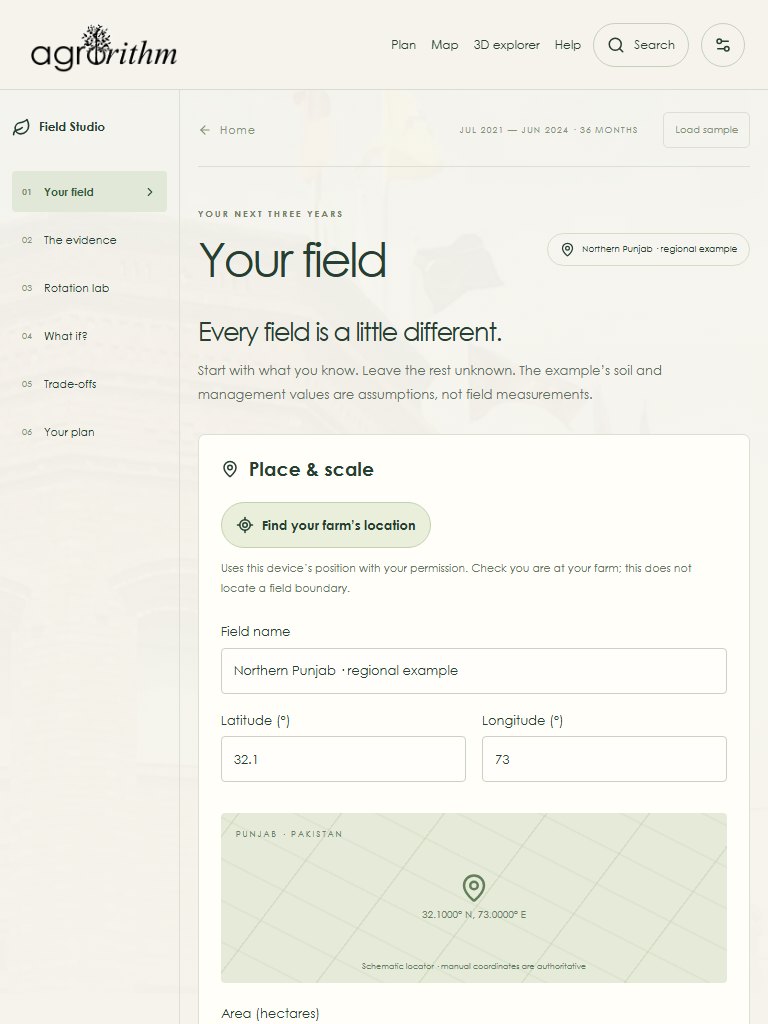 agrorithm
Plan Map 3D explorer Help Search
Field Studio
01 Your field
02 The evidence
03 Rotation lab
04 What if?
05 Trade-offs
06 Your plan
Home
JUL 2021 — JUN 2024 · 36 MONTHS
Load sample
YOUR NEXT THREE YEARS
Your field
Northern Punjab · regional example
Every field is a little different.
Start with what you know. Leave the rest unknown. The example’s soil and
management values are assumptions, not field measurements.
Place & scale
Find your farm’s location
Uses this device’s position with your permission. Check you are at your farm; this does not
locate a field boundary.
Field name
Northern Punjab · regional example
Latitude (°) Longitude (°)
32.1 73
PUNJAB · PAKISTAN
32.1000° N, 73.0000° E
Schematic locator · manual coordinates are authoritative
Area (hectares)